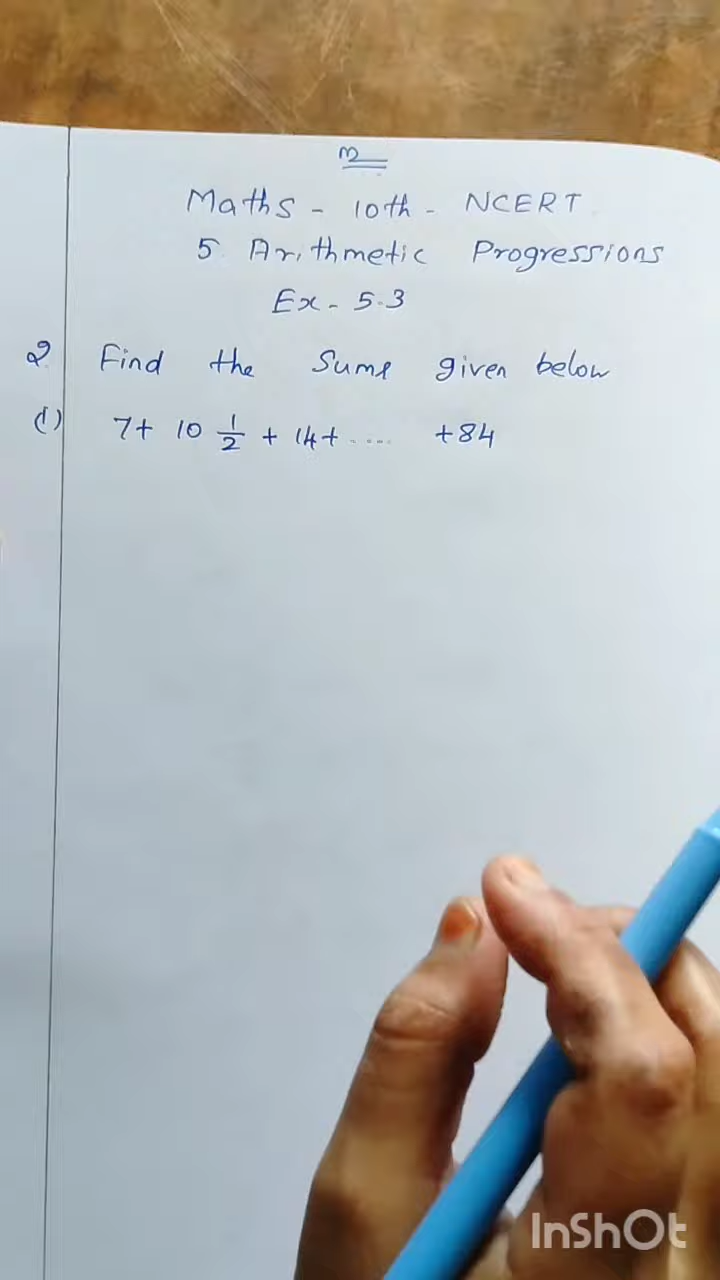 m
Maths - 10th - NCERT
5. Arithmetic Progressions
Ex - 5.3
2. Find the Sums given below
(i) 7+ 10 1/2 + 14+ ..... +84
InShOt